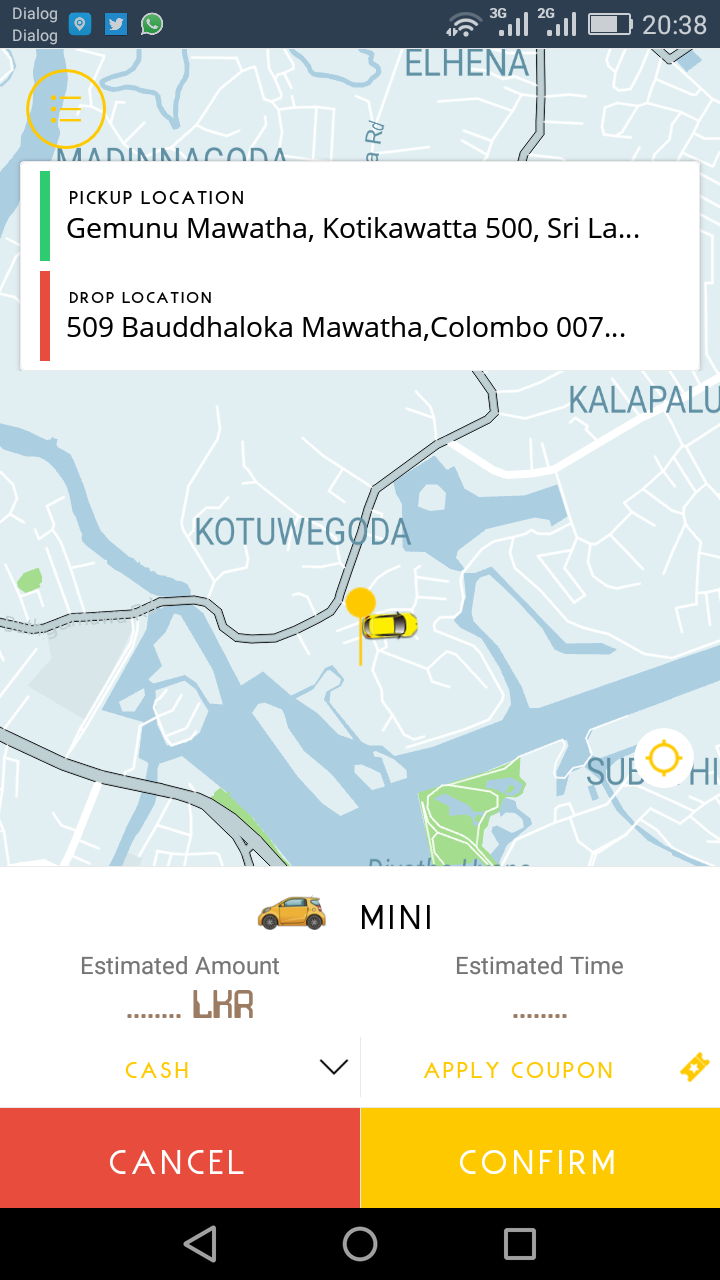 Dialog
Dialog
3G
2G
20:38
ELHENA
a Rd
MADINNAGODA
PICKUP LOCATION
Gemunu Mawatha, Kotikawatta 500, Sri La...
DROP LOCATION
509 Bauddhaloka Mawatha,Colombo 007...
KALAPALU
KOTUWEGODA
SUB
HI
Diyatha Uyana
MINI
Estimated Amount
Estimated Time
........ LKR
........
CASH
APPLY COUPON
CANCEL
CONFIRM